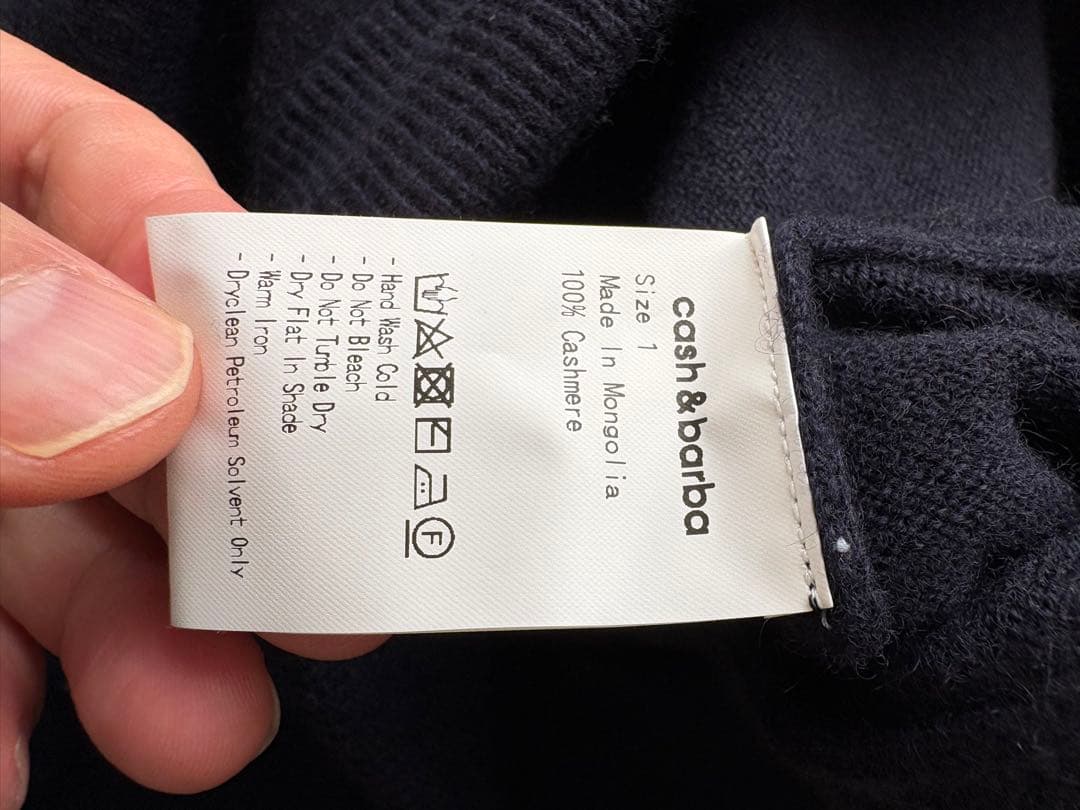 cash&barba
Size 1
Made In Mongolia
100% Cashmere
F
- Hand Wash Cold
- Do Not Bleach
- Do Not Tumble Dry
- Dry Flat In Shade
- Warm Iron
- Dryclean Petroleum Solvent Only